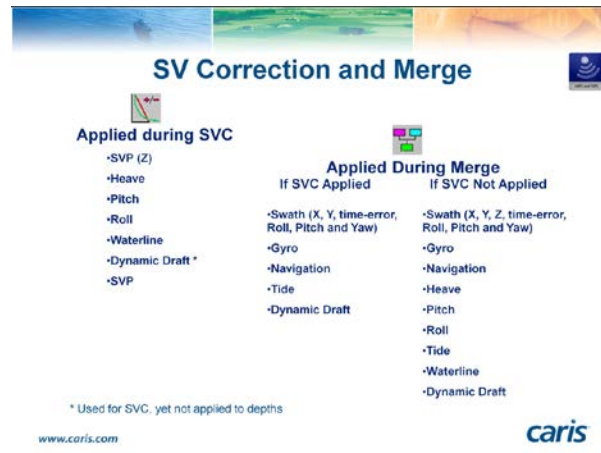 SV Correction and Merge
+/-
Applied during SVC
•SVP (Z)
•Heave
•Pitch
•Roll
•Waterline
•Dynamic Draft *
•SVP
Applied During Merge
If SVC Applied
•Swath (X, Y, time-error,
Roll, Pitch and Yaw)
•Gyro
•Navigation
•Tide
•Dynamic Draft
If SVC Not Applied
•Swath (X, Y, Z, time-error,
Roll, Pitch and Yaw)
•Gyro
•Navigation
•Heave
•Pitch
•Roll
•Tide
•Waterline
•Dynamic Draft
* Used for SVC, yet not applied to depths
www.caris.com
caris